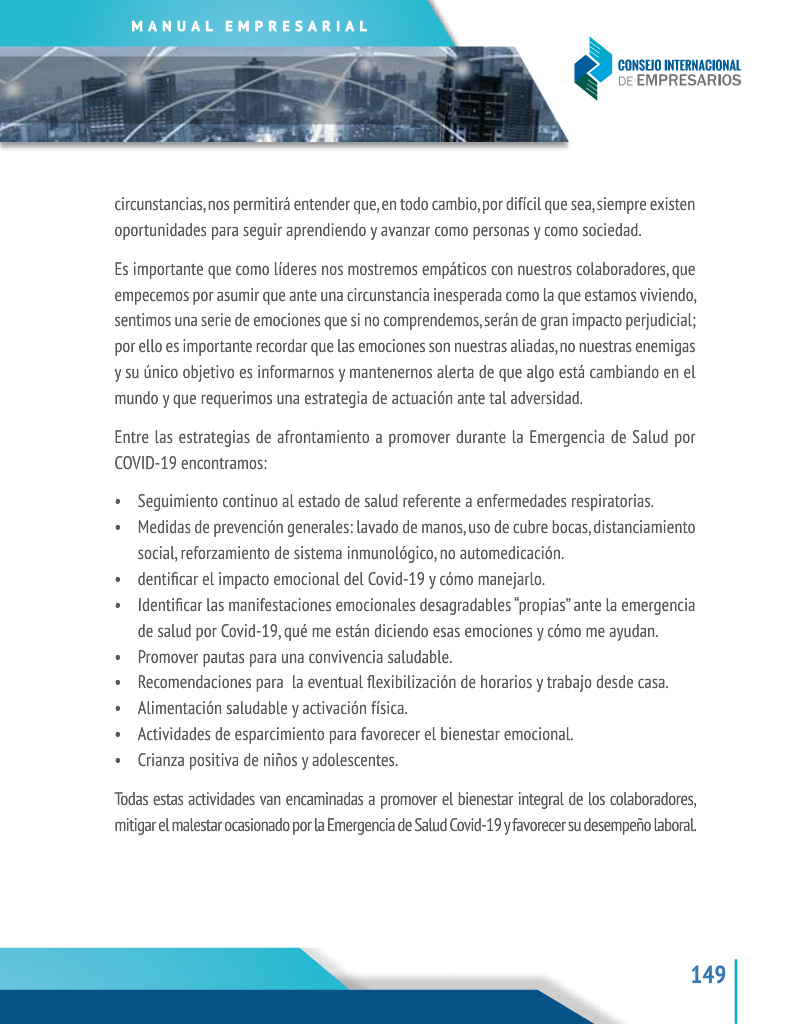 MANUAL EMPRESARIAL
CONSEJO INTERNACIONAL
DE EMPRESARIOS
circunstancias, nos permitirá entender que, en todo cambio, por difícil que sea, siempre existen
oportunidades para seguir aprendiendo y avanzar como personas y como sociedad.
Es importante que como líderes nos mostremos empáticos con nuestros colaboradores, que
empecemos por asumir que ante una circunstancia inesperada como la que estamos viviendo,
sentimos una serie de emociones que si no comprendemos, serán de gran impacto perjudicial;
por ello es importante recordar que las emociones son nuestras aliadas, no nuestras enemigas
y su único objetivo es informarnos y mantenernos alerta de que algo está cambiando en el
mundo y que requerimos una estrategia de actuación ante tal adversidad.
Entre las estrategias de afrontamiento a promover durante la Emergencia de Salud por
COVID-19 encontramos:
• Seguimiento continuo al estado de salud referente a enfermedades respiratorias.
• Medidas de prevención generales: lavado de manos, uso de cubre bocas, distanciamiento
social, reforzamiento de sistema inmunológico, no automedicación.
• dentificar el impacto emocional del Covid-19 y cómo manejarlo.
• Identificar las manifestaciones emocionales desagradables “propias” ante la emergencia
de salud por Covid-19, qué me están diciendo esas emociones y cómo me ayudan.
• Promover pautas para una convivencia saludable.
• Recomendaciones para  la eventual flexibilización de horarios y trabajo desde casa.
• Alimentación saludable y activación física.
• Actividades de esparcimiento para favorecer el bienestar emocional.
• Crianza positiva de niños y adolescentes.
Todas estas actividades van encaminadas a promover el bienestar integral de los colaboradores,
mitigar el malestar ocasionado por la Emergencia de Salud Covid-19 y favorecer su desempeño laboral.
149